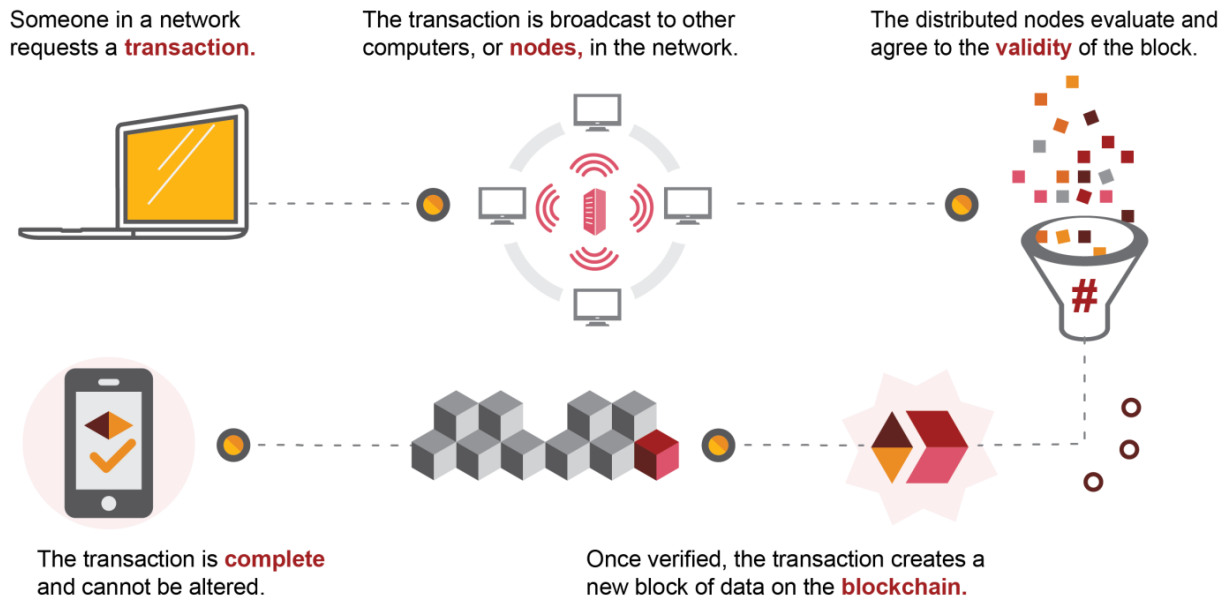 Someone in a network
requests a transaction.
The transaction is broadcast to other
computers, or nodes, in the network.
The distributed nodes evaluate and
agree to the validity of the block.
#
The transaction is complete
and cannot be altered.
Once verified, the transaction creates a
new block of data on the blockchain.